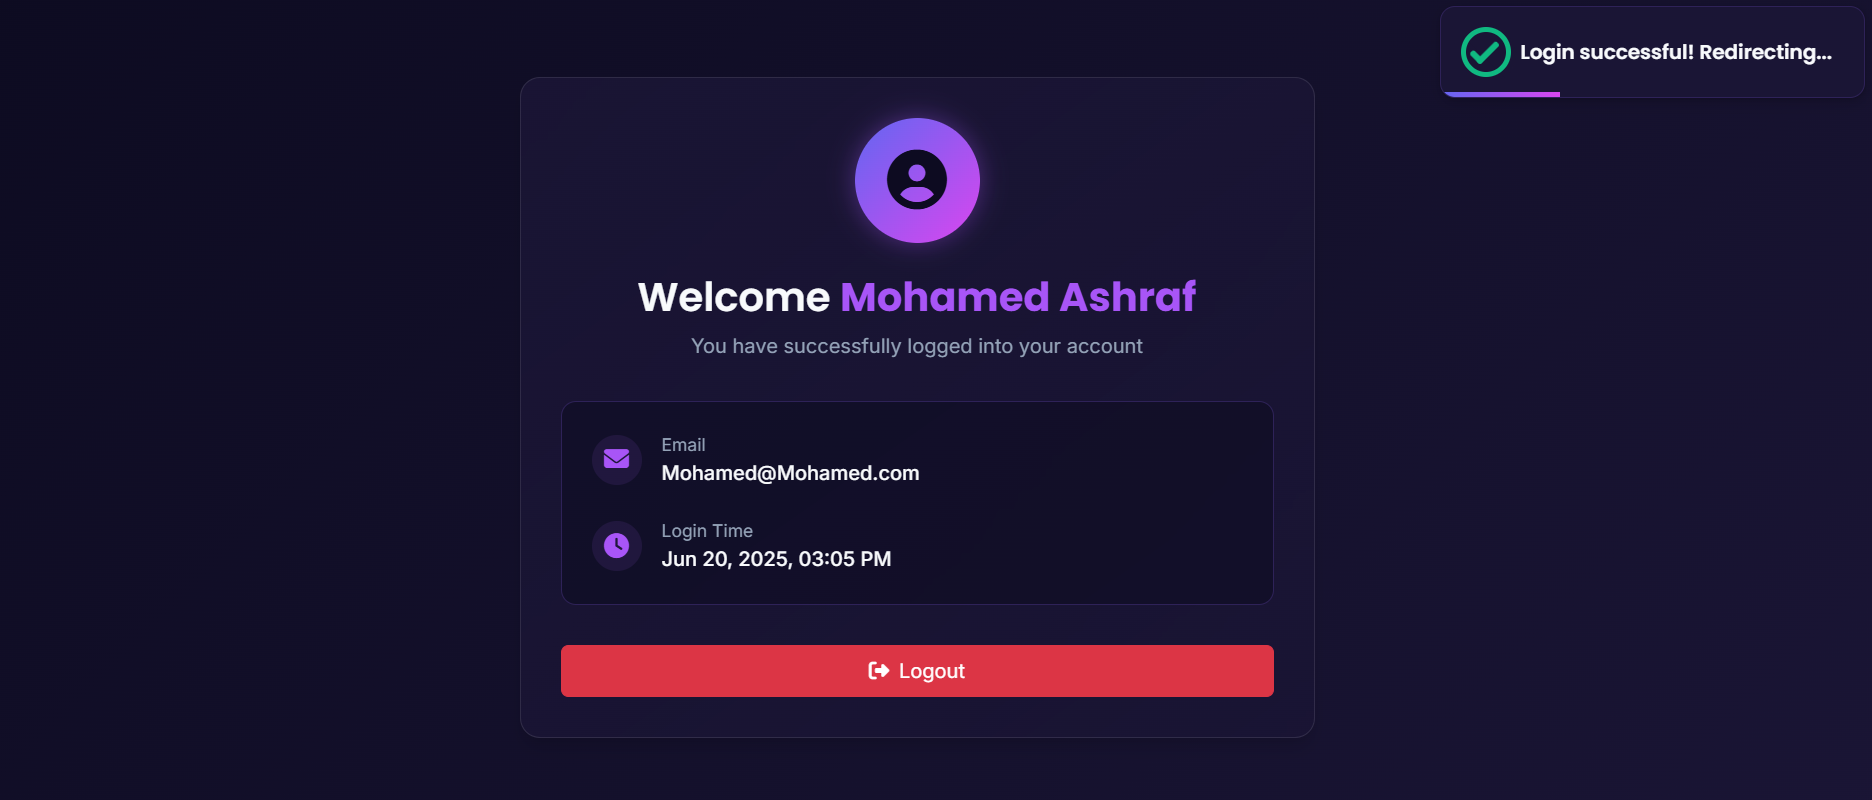 Login successful! Redirecting...
Welcome Mohamed Ashraf
You have successfully logged into your account
Email
Mohamed@Mohamed.com
Login Time
Jun 20, 2025, 03:05 PM
Logout